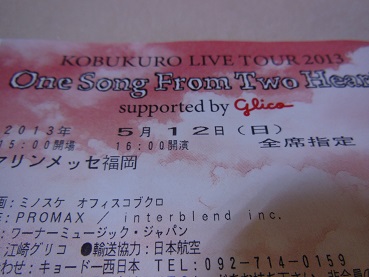 KOBUKURO LIVE TOUR 2013
One Song From Two Hear
supported by glico
2013年 5月12日(日)
15:00開場 16:00開演 全席指定
マリンメッセ福岡
画:ミノスケ オフィスコブクロ
E:PROMAX / interblend inc.
:ワーナーミュージック・ジャパン
:江崎グリコ ●輸送協力:日本航空
わせ:キョードー西日本 TEL:092-714-0159